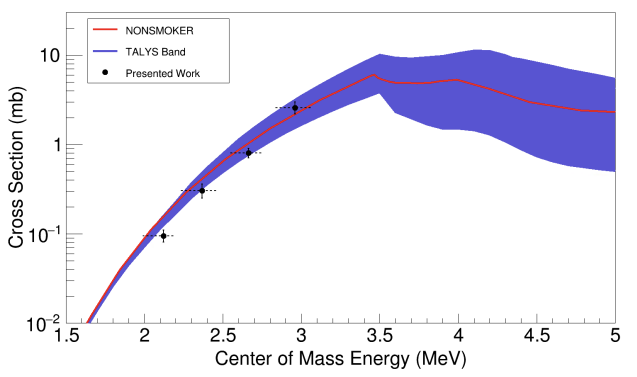 NONSMOKER
TALYS Band
Presented Work
Cross Section (mb)
10
1
10⁻¹
10⁻²
1.5 2 2.5 3 3.5 4 4.5 5
Center of Mass Energy (MeV)